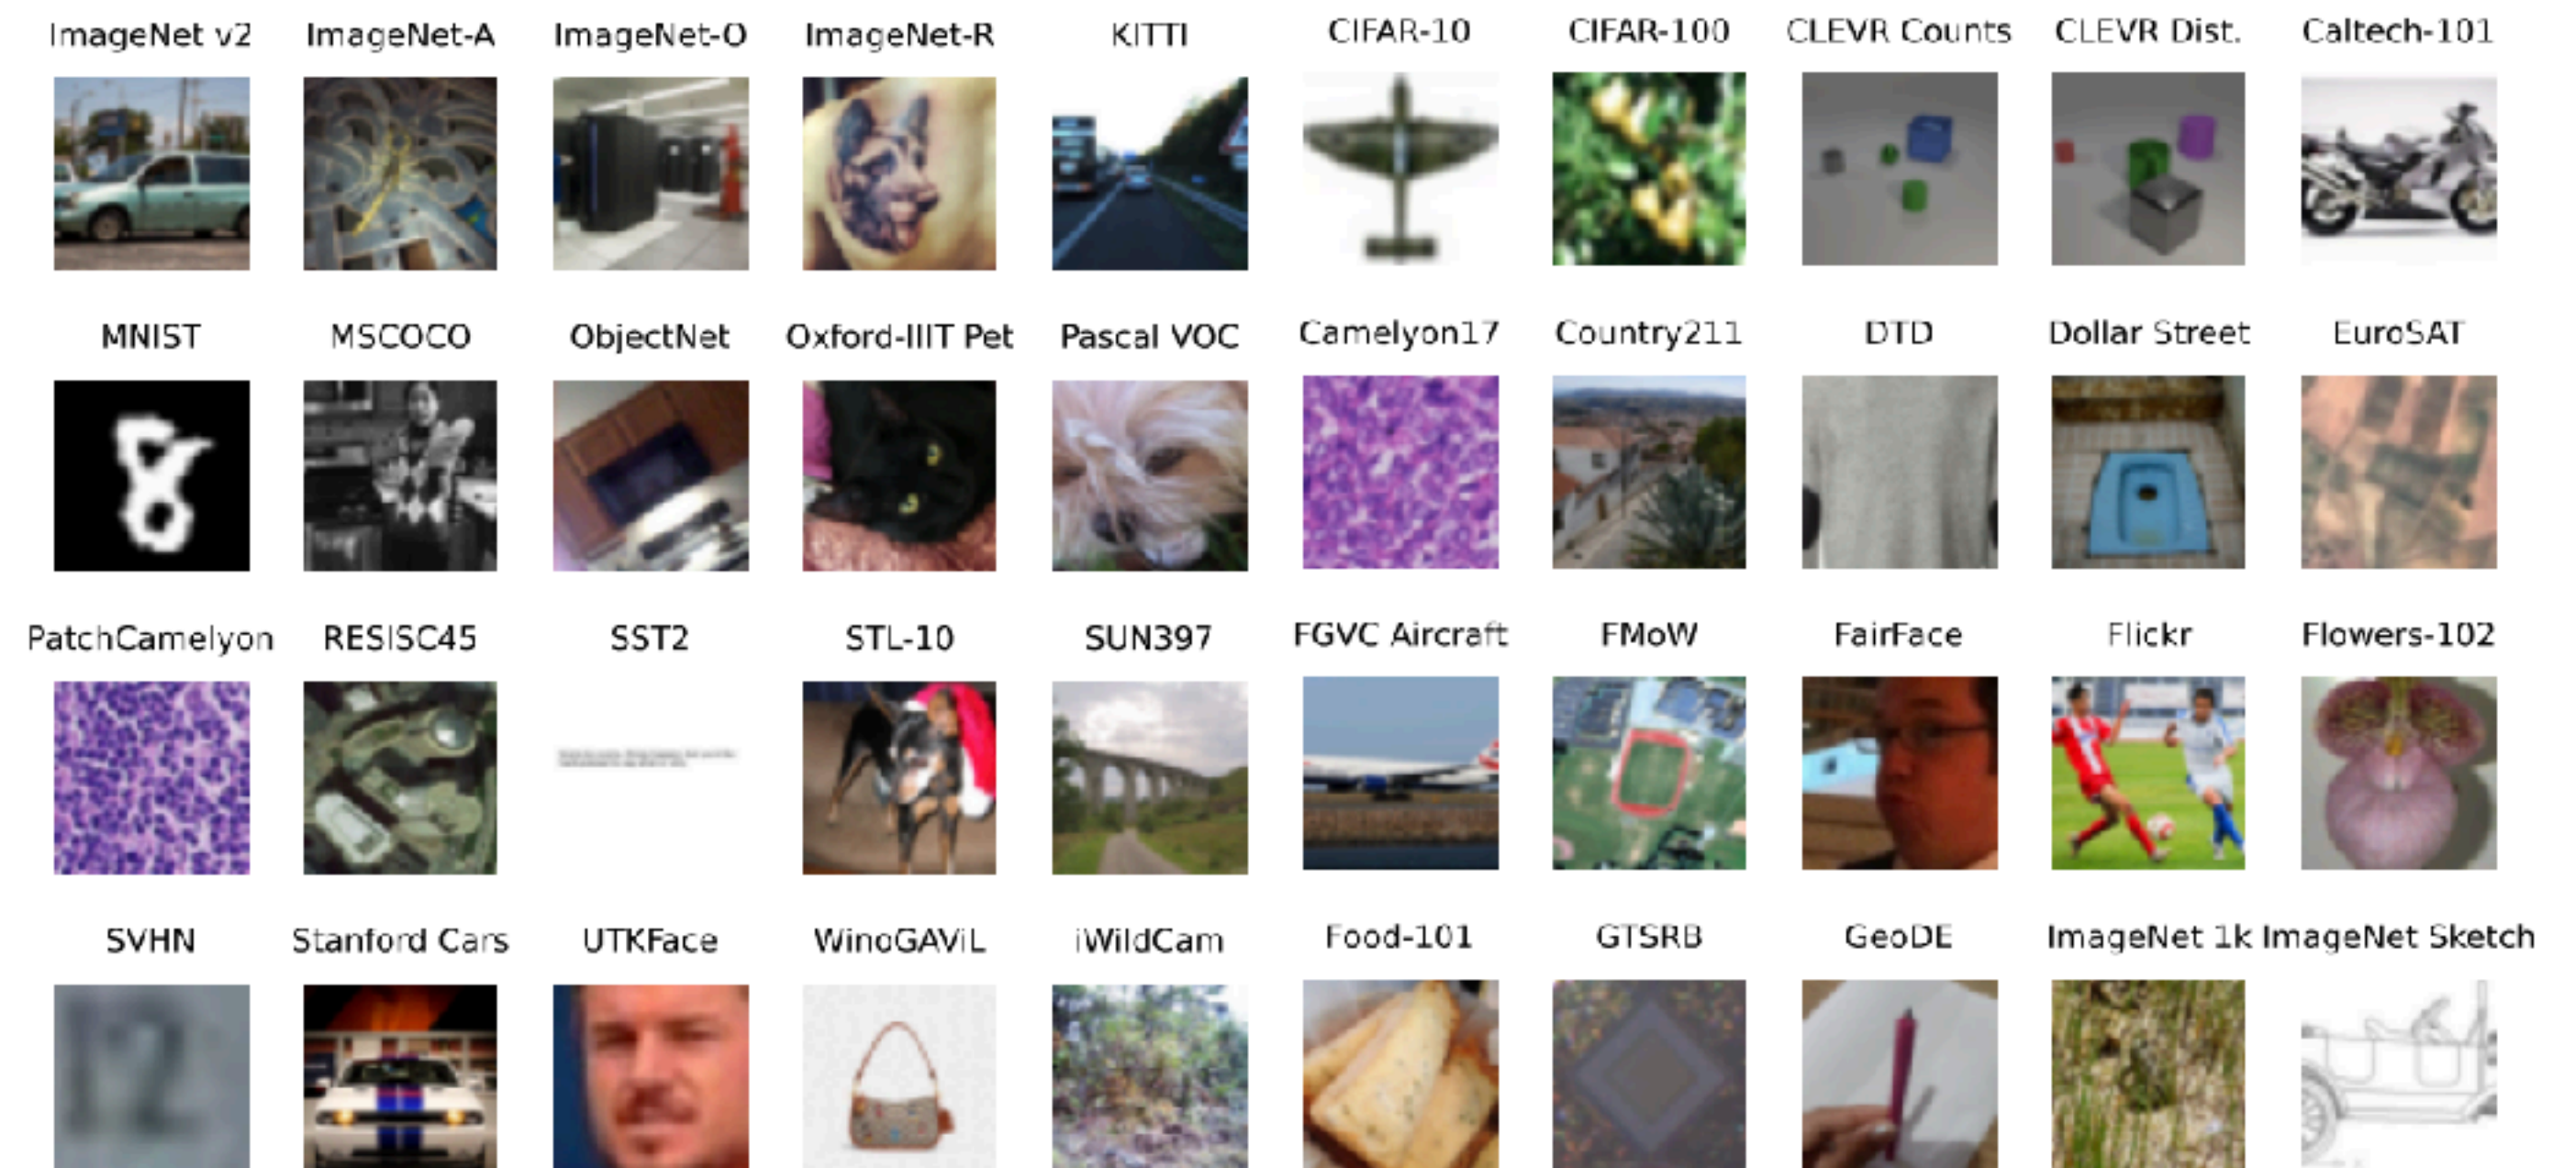 ImageNet v2 ImageNet-A ImageNet-O ImageNet-R KITTI CIFAR-10 CIFAR-100 CLEVR Counts CLEVR Dist. Caltech-101
MNIST MSCOCO ObjectNet Oxford-IIIT Pet Pascal VOC Camelyon17 Country211 DTD Dollar Street EuroSAT
8
PatchCamelyon RESISC45 SST2 STL-10 SUN397 FGVC Aircraft FMoW FairFace Flickr Flowers-102
SVHN Stanford Cars UTKFace WinoGAViL iWildCam Food-101 GTSRB GeoDE ImageNet 1k ImageNet Sketch
12